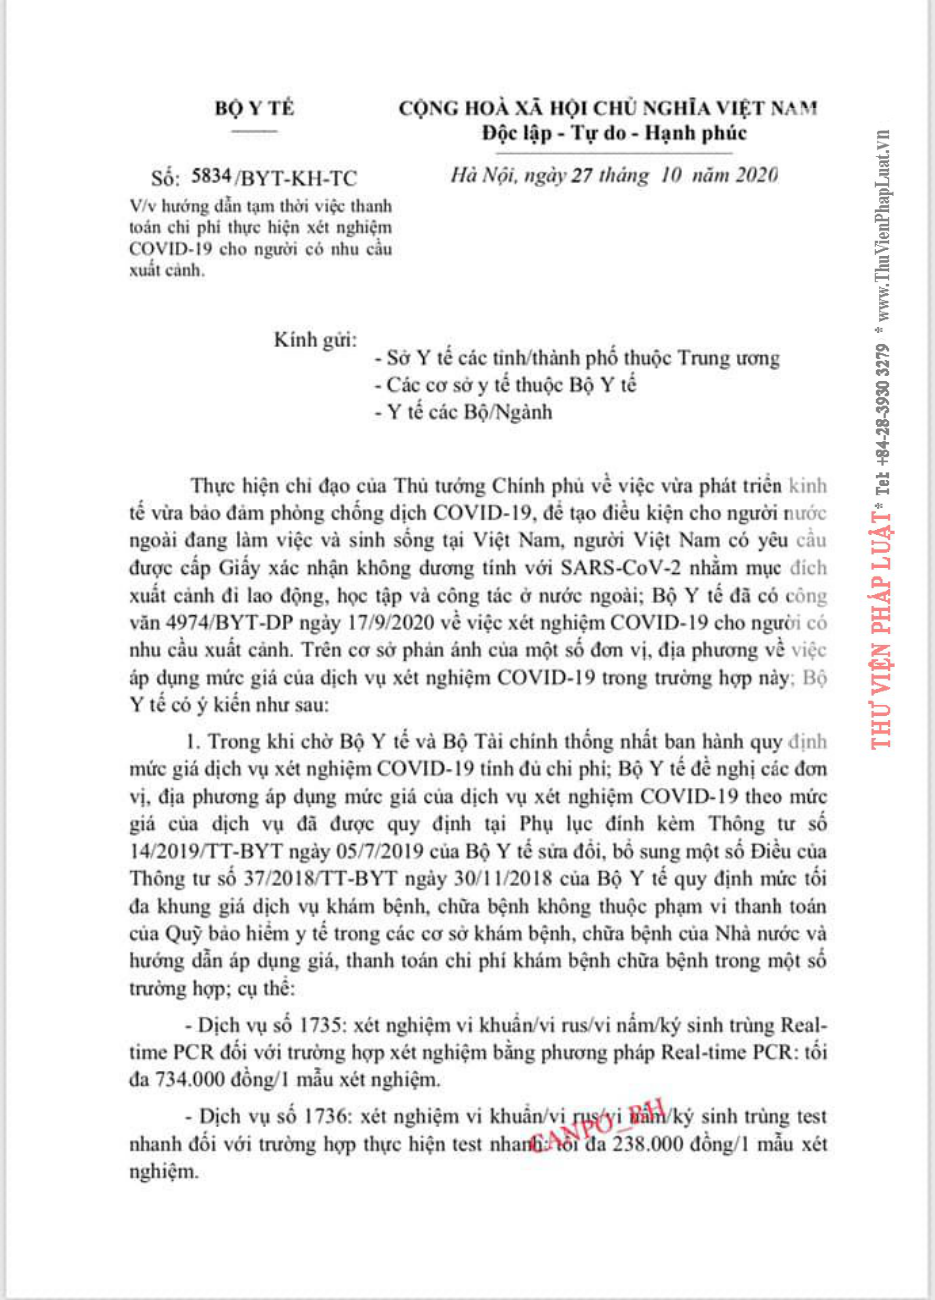 BỘ Y TẾ
CỘNG HOÀ XÃ HỘI CHỦ NGHĨA VIỆT NAM
Độc lập - Tự do - Hạnh phúc
Số: 5834/BYT-KH-TC
Hà Nội, ngày 27 tháng 10 năm 2020
V/v hướng dẫn tạm thời việc thanh
toán chi phí thực hiện xét nghiệm
COVID-19 cho người có nhu cầu
xuất cảnh.
Kính gửi:
- Sở Y tế các tỉnh/thành phố thuộc Trung ương
- Các cơ sở y tế thuộc Bộ Y tế
- Y tế các Bộ/Ngành
Thực hiện chỉ đạo của Thủ tướng Chính phủ về việc vừa phát triển kinh
tế vừa bảo đảm phòng chống dịch COVID-19, để tạo điều kiện cho người nước
ngoài đang làm việc và sinh sống tại Việt Nam, người Việt Nam có yêu cầu
được cấp Giấy xác nhận không dương tính với SARS-CoV-2 nhằm mục đích
xuất cảnh đi lao động, học tập và công tác ở nước ngoài; Bộ Y tế đã có công
văn 4974/BYT-DP ngày 17/9/2020 về việc xét nghiệm COVID-19 cho người có
nhu cầu xuất cảnh. Trên cơ sở phản ánh của một số đơn vị, địa phương về việc
áp dụng mức giá của dịch vụ xét nghiệm COVID-19 trong trường hợp này; Bộ
Y tế có ý kiến như sau:
1. Trong khi chờ Bộ Y tế và Bộ Tài chính thống nhất ban hành quy định
mức giá dịch vụ xét nghiệm COVID-19 tính đủ chi phí; Bộ Y tế đề nghị các đơn
vị, địa phương áp dụng mức giá của dịch vụ xét nghiệm COVID-19 theo mức
giá của dịch vụ đã được quy định tại Phụ lục đính kèm Thông tư số
14/2019/TT-BYT ngày 05/7/2019 của Bộ Y tế sửa đổi, bổ sung một số Điều của
Thông tư số 37/2018/TT-BYT ngày 30/11/2018 của Bộ Y tế quy định mức tối
đa khung giá dịch vụ khám bệnh, chữa bệnh không thuộc phạm vi thanh toán
của Quỹ bảo hiểm y tế trong các cơ sở khám bệnh, chữa bệnh của Nhà nước và
hướng dẫn áp dụng giá, thanh toán chi phí khám bệnh chữa bệnh trong một số
trường hợp; cụ thể:
- Dịch vụ số 1735: xét nghiệm vi khuẩn/vi rus/vi nấm/ký sinh trùng Real-
time PCR đối với trường hợp xét nghiệm bằng phương pháp Real-time PCR: tối
đa 734.000 đồng/1 mẫu xét nghiệm.
- Dịch vụ số 1736: xét nghiệm vi khuẩn/vi rus/vi nấm/ký sinh trùng test
nhanh đối với trường hợp thực hiện test nhanh: tối đa 238.000 đồng/1 mẫu xét
nghiệm.
CANPO_BH
THƯ VIỆN PHÁP LUẬT * Tel: +84-28-3930 3279 * www.ThuVienPhapLuat.vn